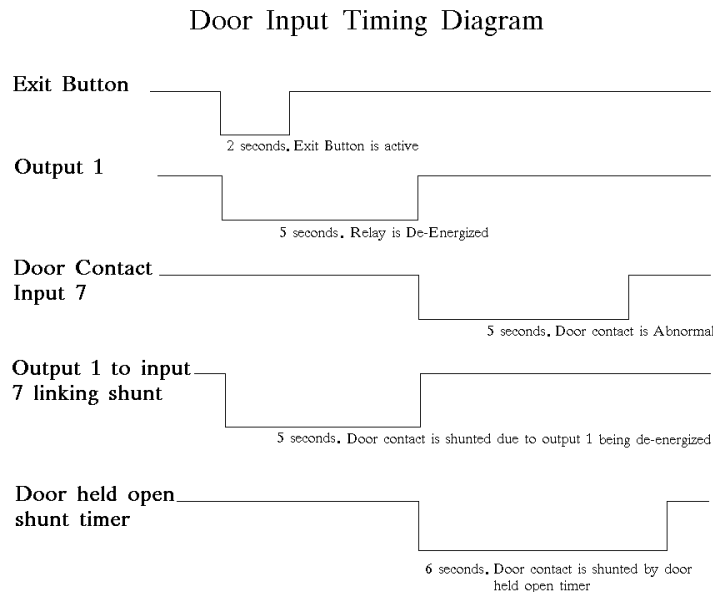 Door Input Timing Diagram
Exit Button
2 seconds. Exit Button is active
Output 1
5 seconds. Relay is De-Energized
Door Contact
Input 7
5 seconds. Door contact is Abnormal
Output 1 to input
7 linking shunt
5 seconds. Door contact is shunted due to output 1 being de-energized
Door held open
shunt timer
6 seconds. Door contact is shunted by door
held open timer